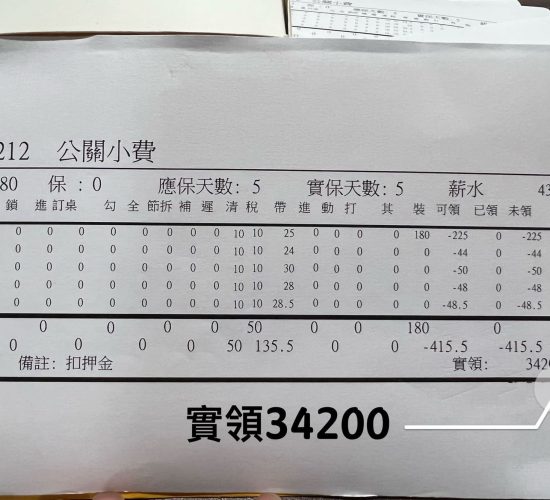 212 公關小費
80 保 : 0 應保天數: 5 實保天數: 5 薪水 43
鎖 進 訂桌 勾 全 節 拆 補 遲 清 稅 帶 進 動 打 其 裝 可領 已領 未領
0 0 0 0 0 0 0 0 0 10 10 25 0 0 0 0 180 -225 0 -225
0 0 0 0 0 0 0 0 0 10 10 24 0 0 0 0 0 -44 0 -44
0 0 0 0 0 0 0 0 0 10 10 30 0 0 0 0 0 -50 0 -50
0 0 0 0 0 0 0 0 0 10 10 28 0 0 0 0 0 -48 0 -48
0 0 0 0 0 0 0 0 0 10 10 28.5 0 0 0 0 0 -48.5 0 -48.5
0 0 0 0 0 50 0 0 180 0
0 0 0 0 0 50 135.5 0 0 -415.5 -415.5
備註: 扣押金 實領: 3420
實領34200